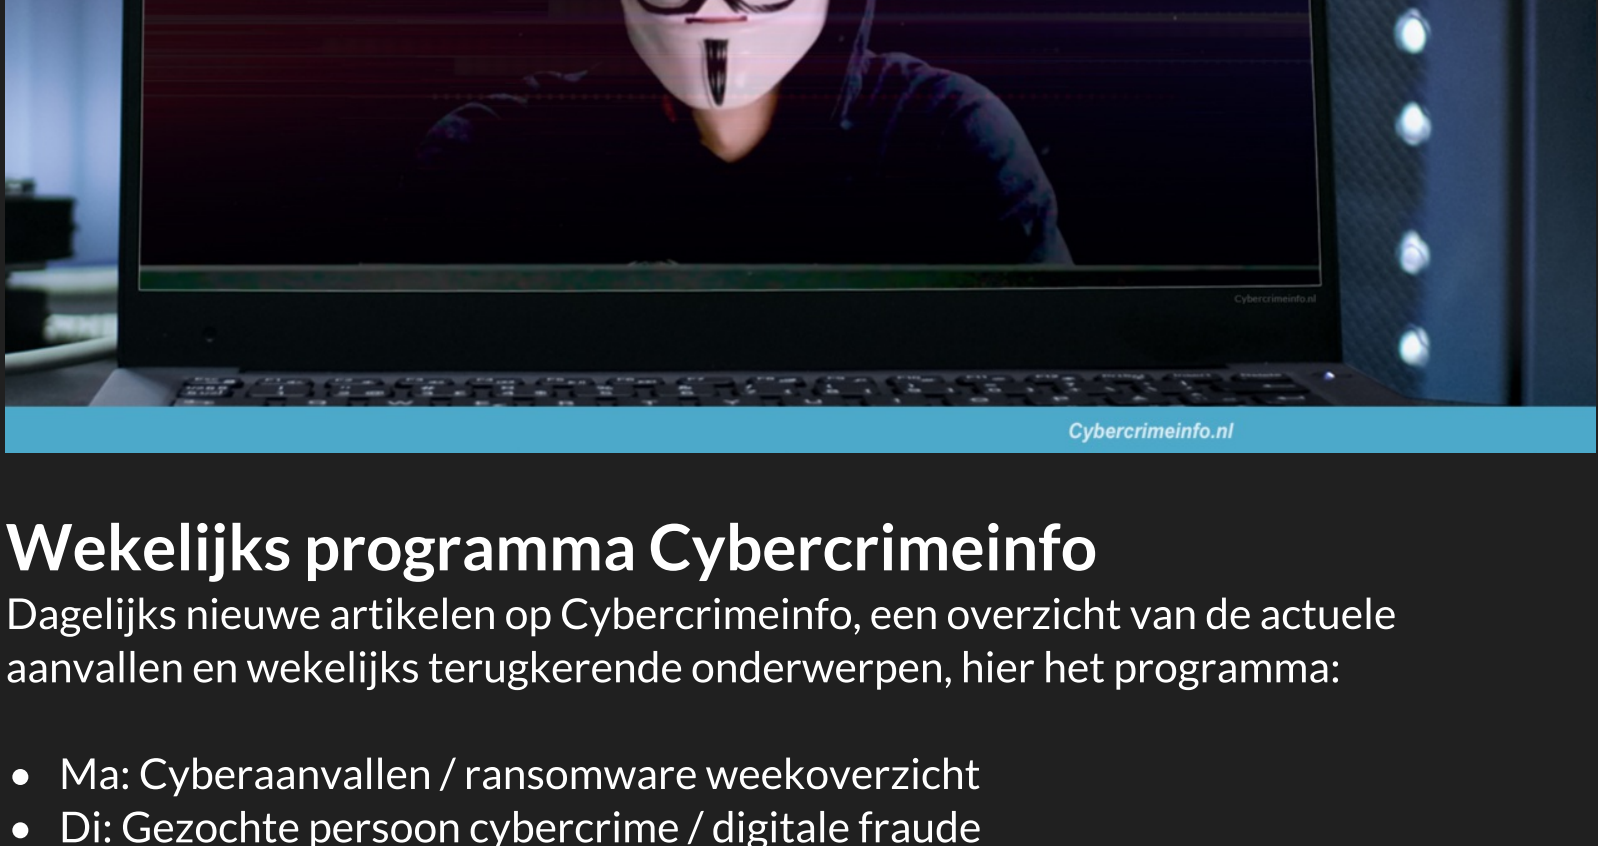 Cybercrimeinfo.nl
Cybercrimeinfo.nl
Wekelijks programma Cybercrimeinfo
Dagelijks nieuwe artikelen op Cybercrimeinfo, een overzicht van de actuele
aanvallen en wekelijks terugkerende onderwerpen, hier het programma:
• Ma: Cyberaanvallen / ransomware weekoverzicht
• Di: Gezochte persoon cybercrime / digitale fraude